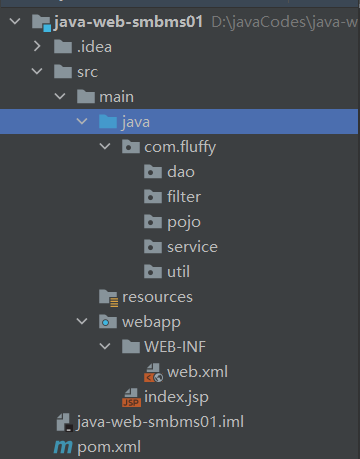 java-web-smbms01 D:\javaCodes\java-w
.idea
src
main
java
com.fluffy
dao
filter
pojo
service
util
resources
webapp
WEB-INF
web.xml
JSP index.jsp
java-web-smbms01.iml
pom.xml